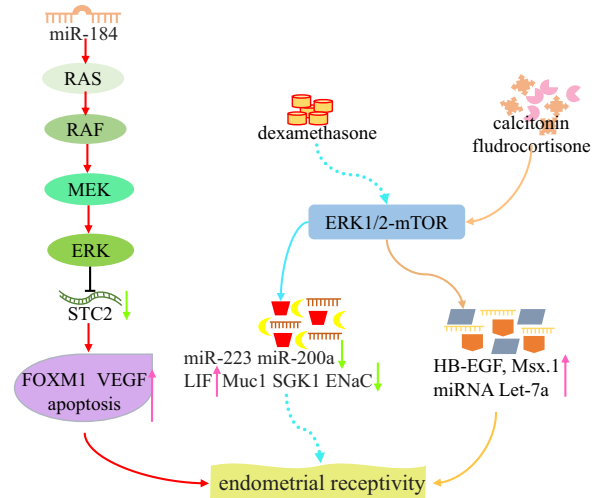 miR-184
RAS
RAF
MEK
ERK
STC2
FOXM1 VEGF
apoptosis
dexamethasone
calcitonin
fludrocortisone
ERK1/2-mTOR
miR-223 miR-200a
LIF Muc1 SGK1 ENaC
HB-EGF, Msx.1
miRNA Let-7a
endometrial receptivity